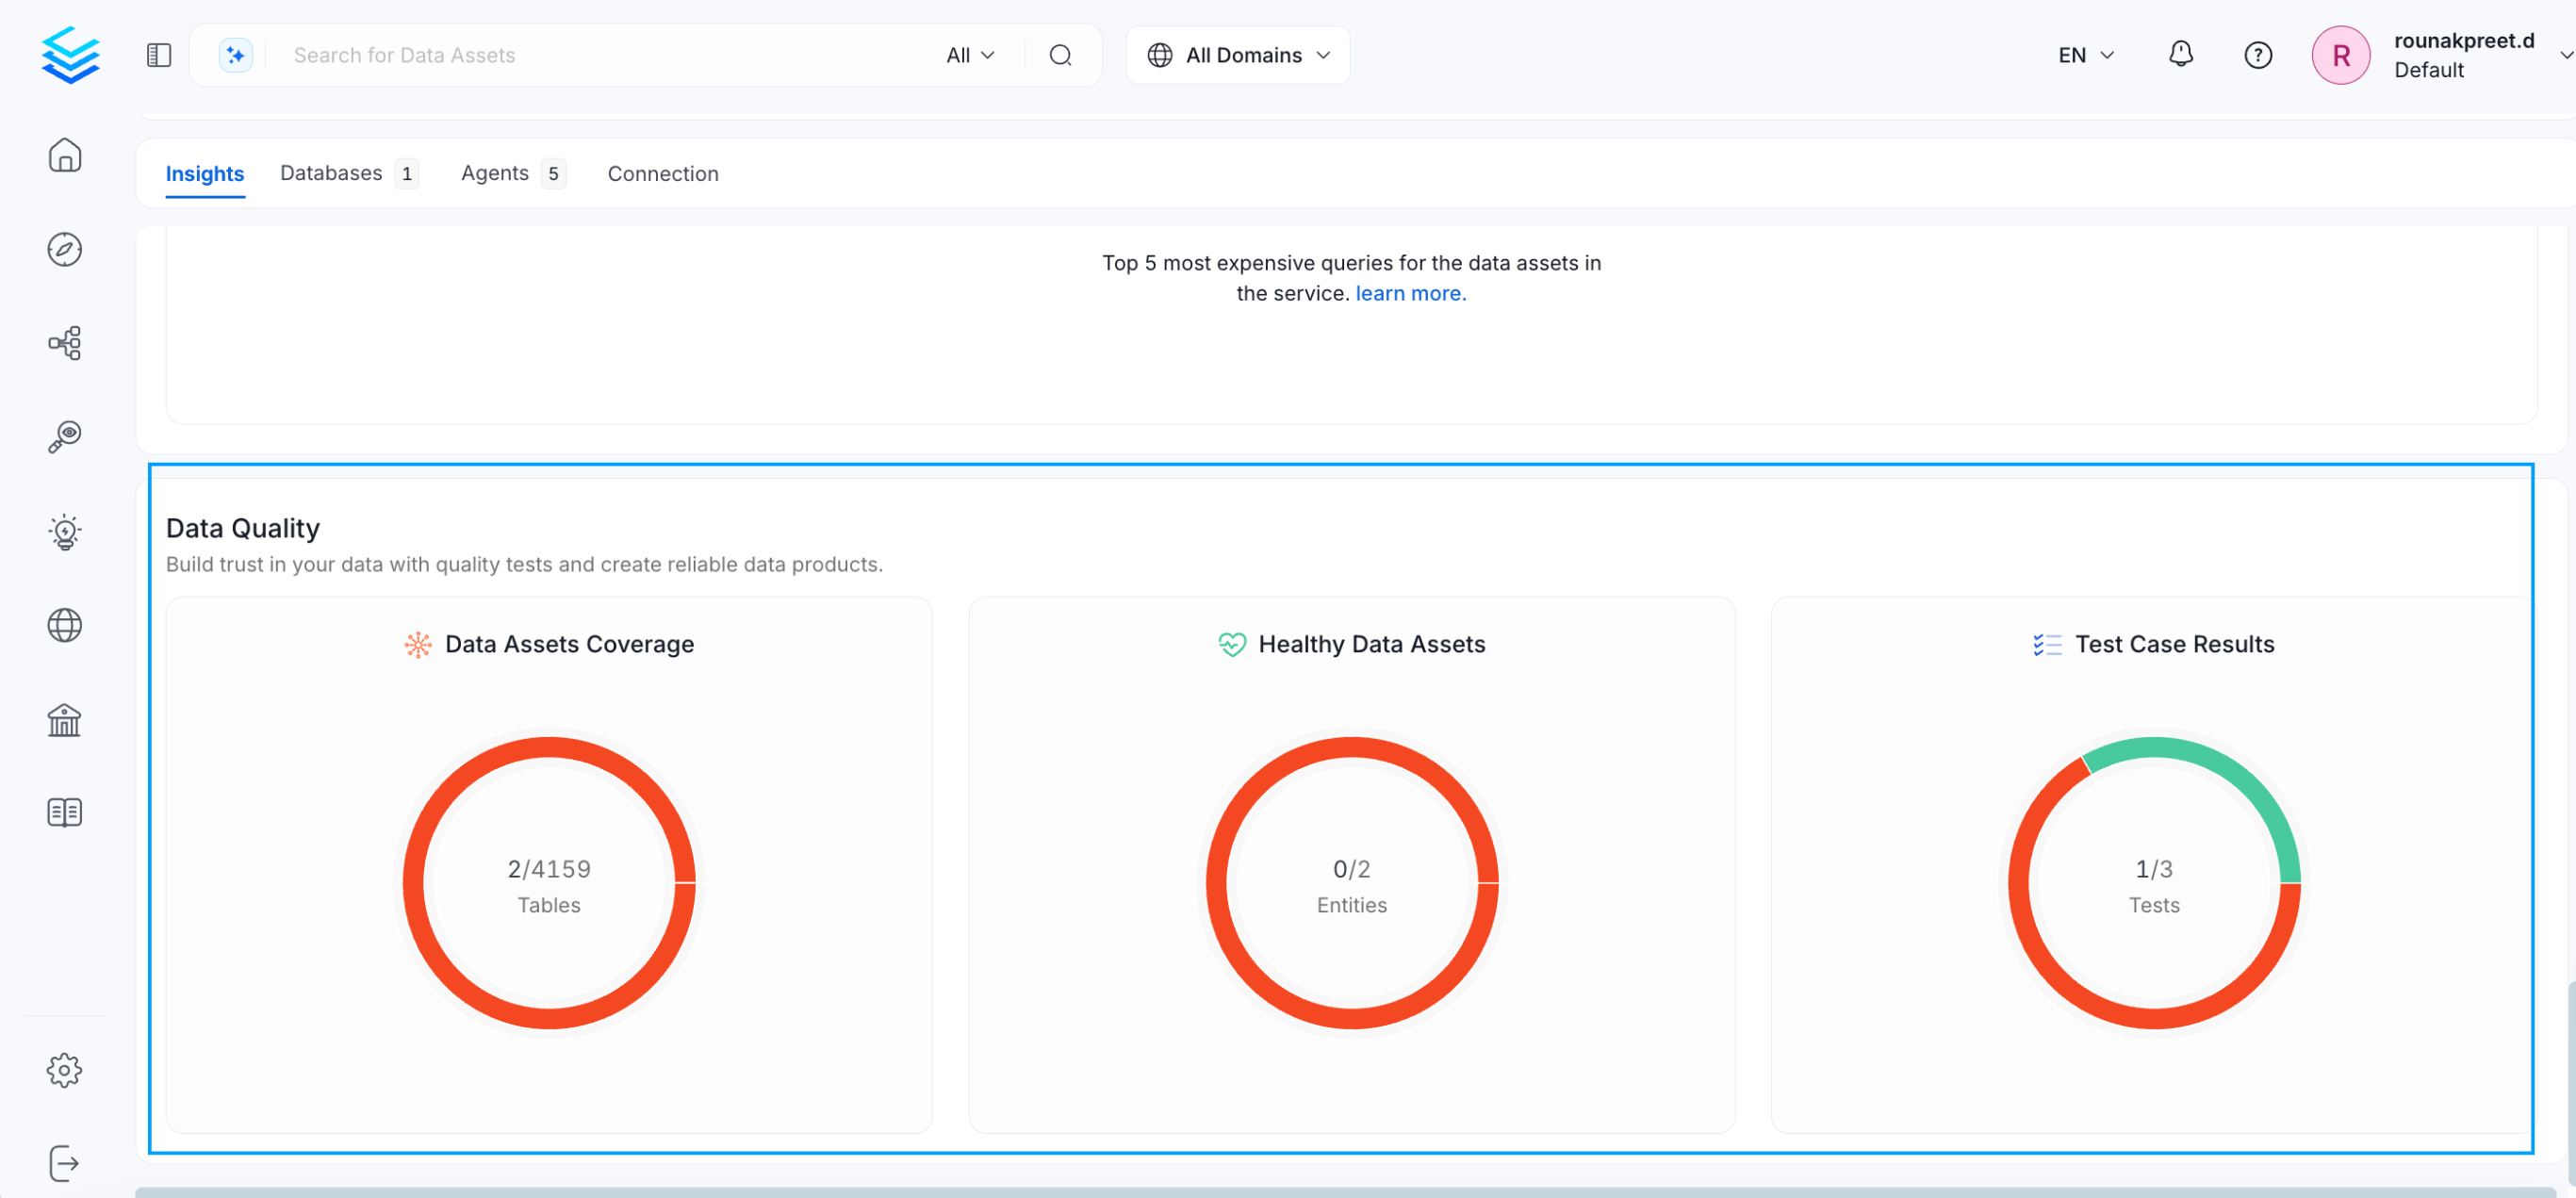 Search for Data Assets
All
All Domains
EN
R
rounakpreet.d
Default
Insights
Databases 1
Agents 5
Connection
Top 5 most expensive queries for the data assets in
the service. learn more.
Data Quality
Build trust in your data with quality tests and create reliable data products.
Data Assets Coverage
2/4159
Tables
Healthy Data Assets
0/2
Entities
Test Case Results
1/3
Tests